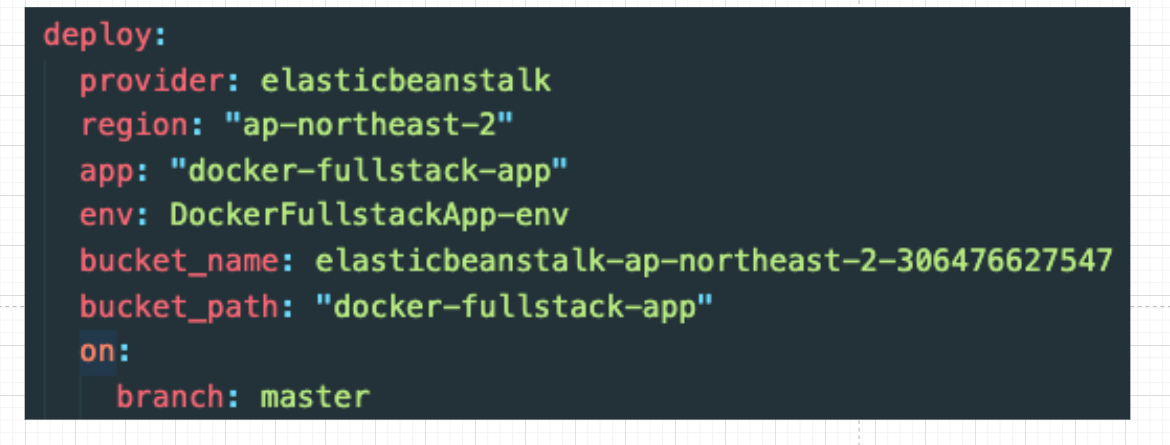 deploy:
  provider: elasticbeanstalk
  region: "ap-northeast-2"
  app: "docker-fullstack-app"
  env: DockerFullstackApp-env
  bucket_name: elasticbeanstalk-ap-northeast-2-306476627547
  bucket_path: "docker-fullstack-app"
  on:
    branch: master